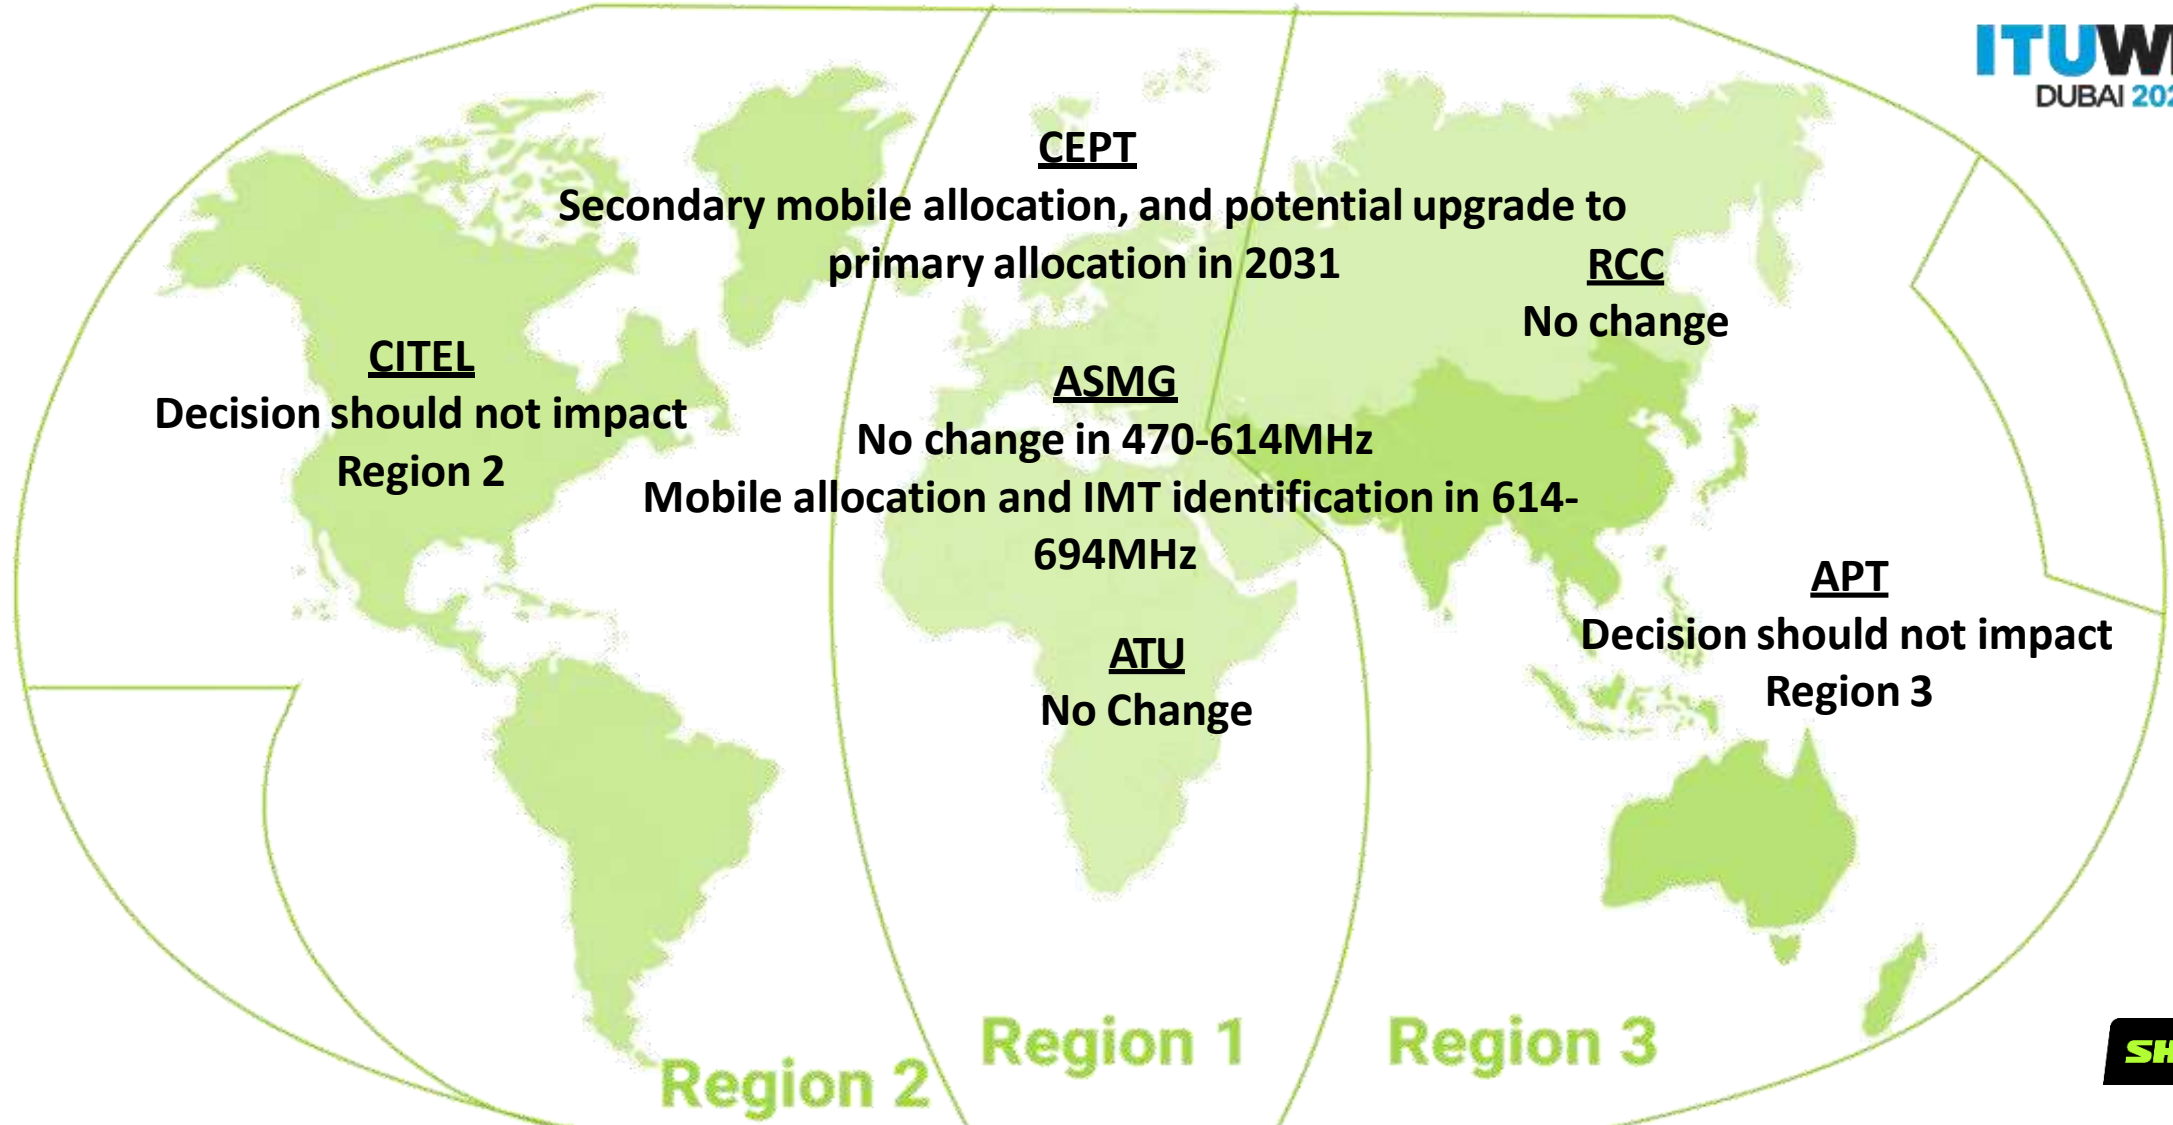 ITUW
DUBAI 202
CEPT
Secondary mobile allocation, and potential upgrade to
primary allocation in 2031
RCC
No change
CITEL
Decision should not impact
Region 2
ASMG
No change in 470-614MHz
Mobile allocation and IMT identification in 614-
694MHz
APT
Decision should not impact
Region 3
ATU
No Change
Region 1
Region 3
Region 2
SH